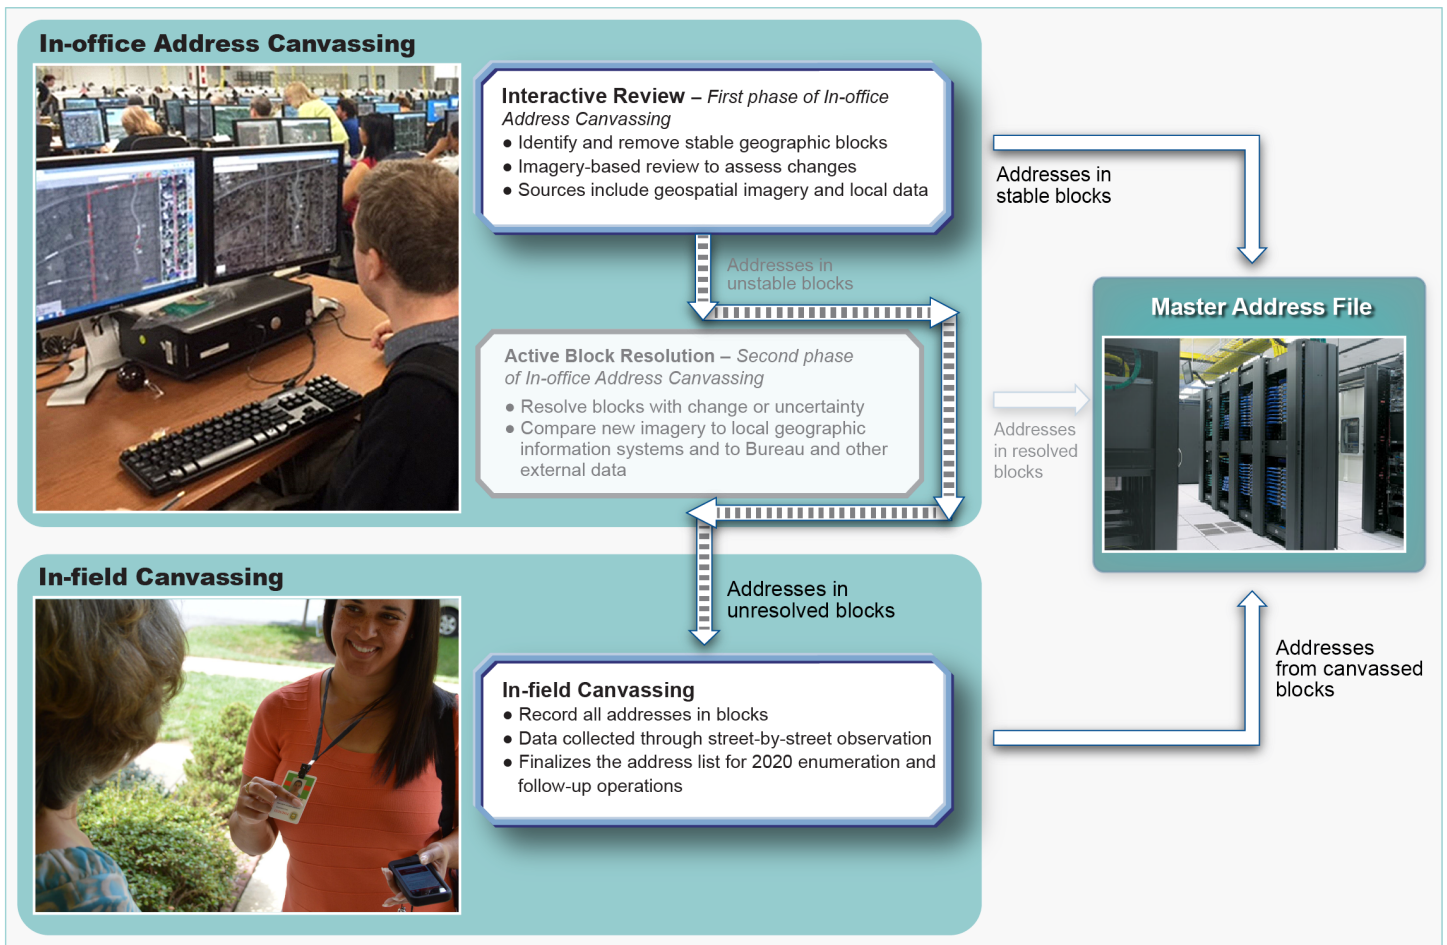 In-office Address Canvassing
Interactive Review – First phase of In-office
Address Canvassing
● Identify and remove stable geographic blocks
● Imagery-based review to assess changes
● Sources include geospatial imagery and local data
Addresses in
stable blocks
Addresses in
unstable blocks
Master Address File
Active Block Resolution – Second phase
of In-office Address Canvassing
● Resolve blocks with change or uncertainty
● Compare new imagery to local geographic
information systems and to Bureau and other
external data
Addresses
in resolved
blocks
In-field Canvassing
Addresses in
unresolved blocks
In-field Canvassing
● Record all addresses in blocks
● Data collected through street-by-street observation
● Finalizes the address list for 2020 enumeration and
follow-up operations
Addresses
from canvassed
blocks